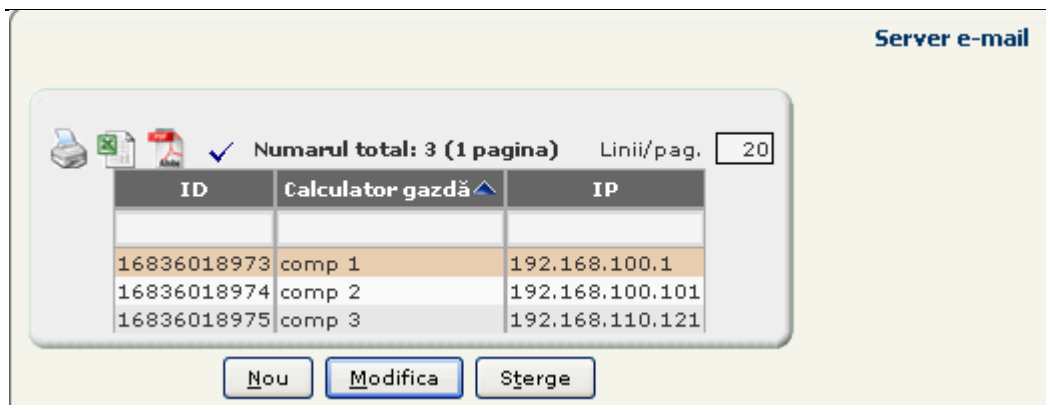 Server e-mail
Numarul total: 3 (1 pagina) Linii/pag. 20
ID Calculator gazdă IP
16836018973 comp 1 192.168.100.1
16836018974 comp 2 192.168.100.101
16836018975 comp 3 192.168.110.121
Nou Modifica Sterge